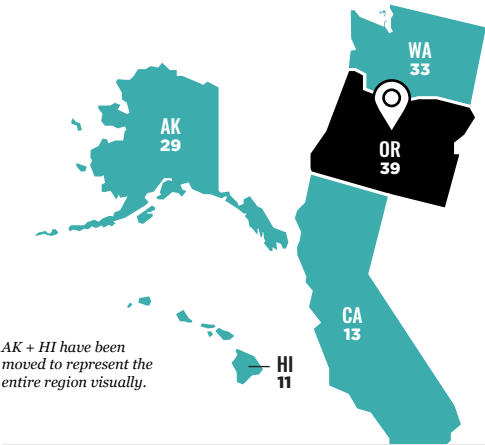 WA
33
AK
29
OR
39
CA
13
AK + HI have been
moved to represent the
entire region visually.
HI
11